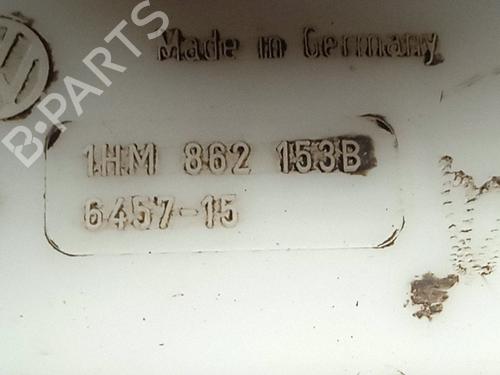 Made in Germany
B-PARTS
1HM 862 153B
6457-15